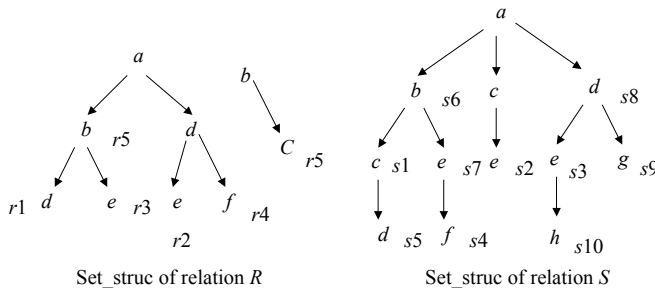 a
a
b
b s6 c d s8
b r5 d
C r5
c s1 e s7 e s2 e s3 g s9
r1 d e r3 e f r4
r2
d s5 f s4 h s10
Set_struc of relation R Set_struc of relation S